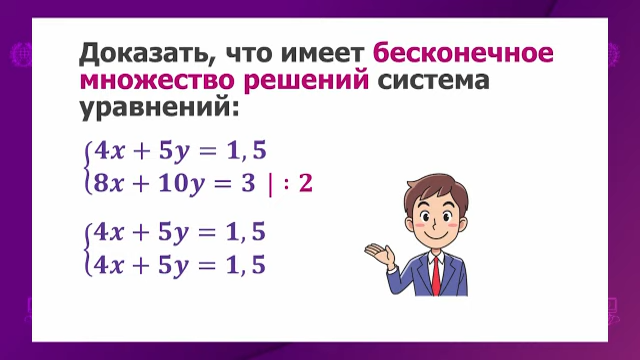 Доказать, что имеет бесконечное
множество решений система
уравнений:
4x + 5y = 1,5
8x + 10y = 3 | : 2
4x + 5y = 1,5
4x + 5y = 1,5